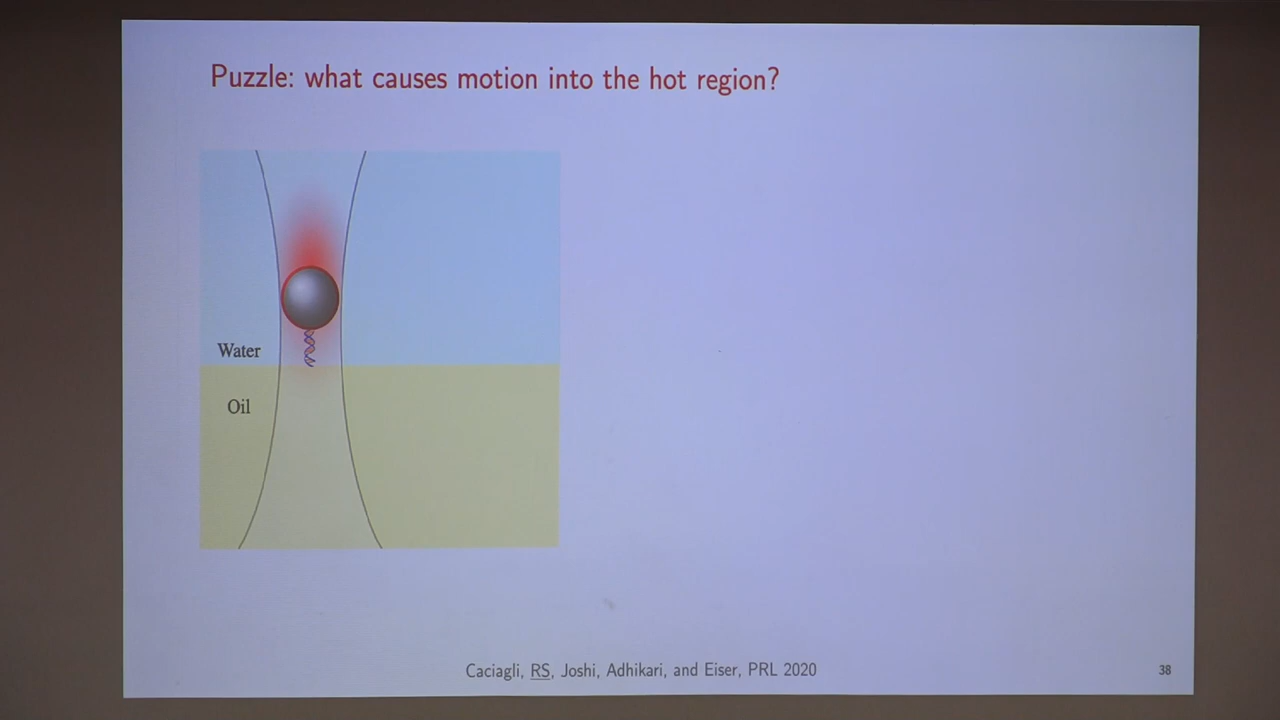 Puzzle: what causes motion into the hot region?
Water
Oil
Caciagli, RS, Joshi, Adhikari, and Eiser, PRL 2020
38